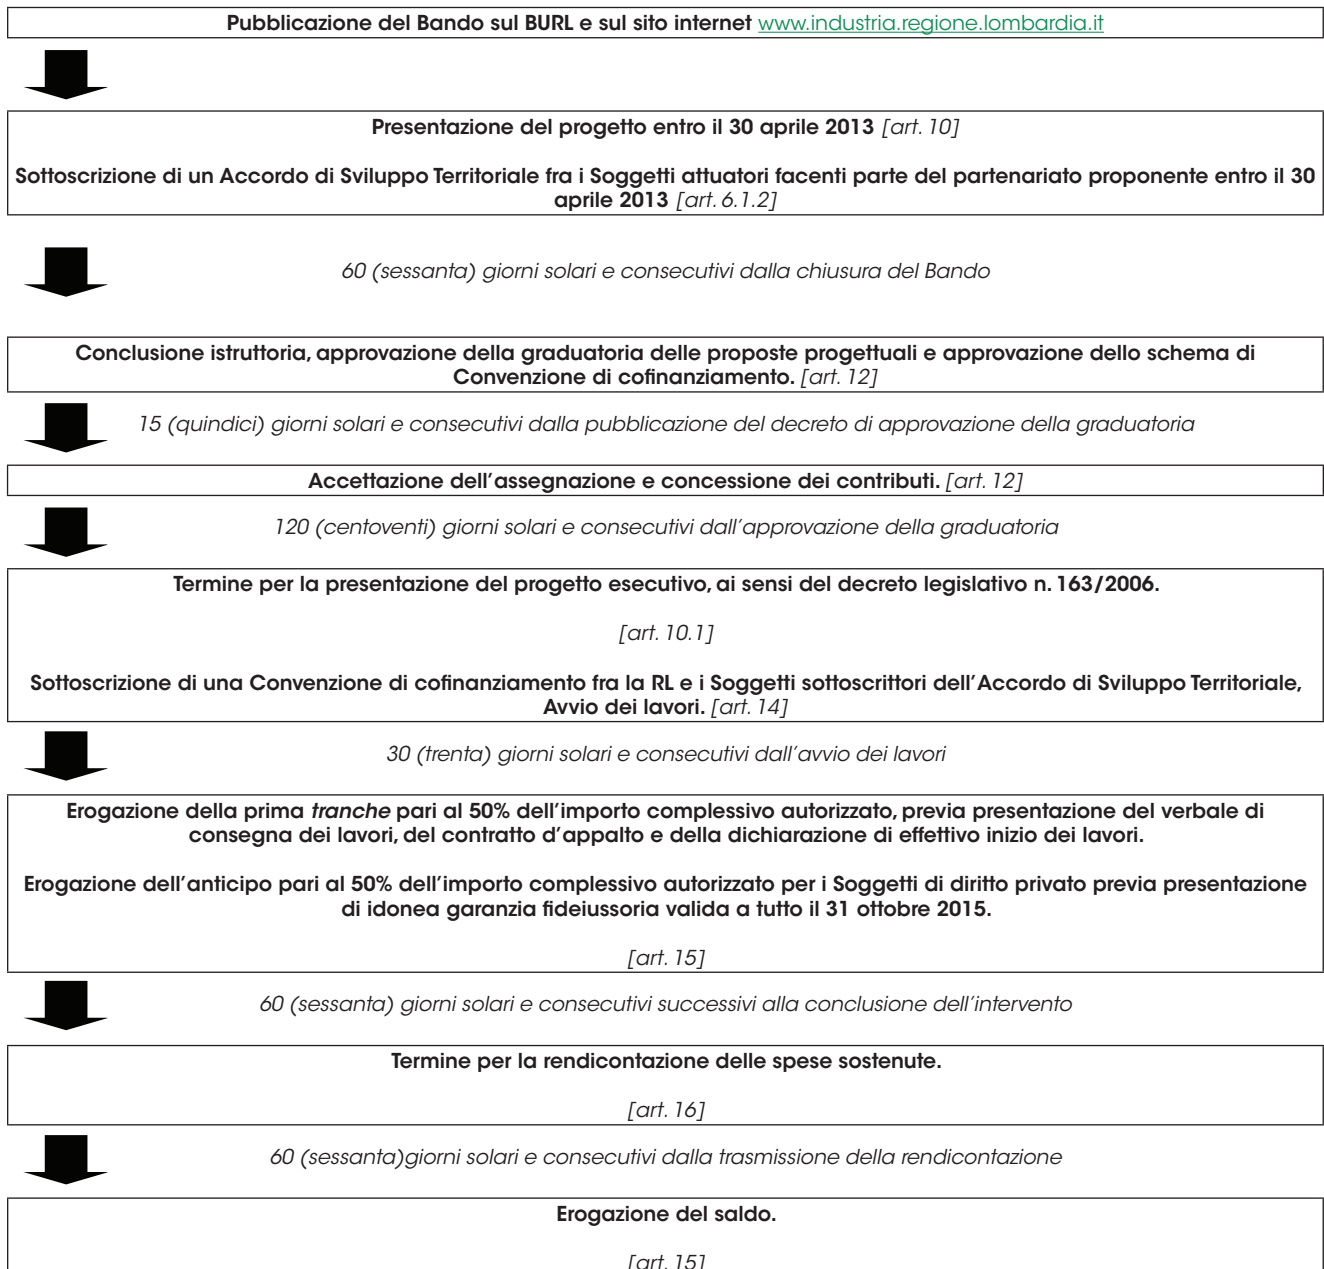 Pubblicazione del Bando sul BURL e sul sito internet www.industria.regione.lombardia.it
Presentazione del progetto entro il 30 aprile 2013 [art. 10]
Sottoscrizione di un Accordo di Sviluppo Territoriale fra i Soggetti attuatori facenti parte del partenariato proponente entro il 30
aprile 2013 [art. 6.1.2]
60 (sessanta) giorni solari e consecutivi dalla chiusura del Bando
Conclusione istruttoria, approvazione della graduatoria delle proposte progettuali e approvazione dello schema di
Convenzione di cofinanziamento. [art. 12]
15 (quindici) giorni solari e consecutivi dalla pubblicazione del decreto di approvazione della graduatoria
Accettazione dell'assegnazione e concessione dei contributi. [art. 12]
120 (centoventi) giorni solari e consecutivi dall'approvazione della graduatoria
Termine per la presentazione del progetto esecutivo, ai sensi del decreto legislativo n. 163/2006.
[art. 10.1]
Sottoscrizione di una Convenzione di cofinanziamento fra la RL e i Soggetti sottoscrittori dell'Accordo di Sviluppo Territoriale,
Avvio dei lavori. [art. 14]
30 (trenta) giorni solari e consecutivi dall'avvio dei lavori
Erogazione della prima tranche pari al 50% dell'importo complessivo autorizzato, previa presentazione del verbale di
consegna dei lavori, del contratto d'appalto e della dichiarazione di effettivo inizio dei lavori.
Erogazione dell'anticipo pari al 50% dell'importo complessivo autorizzato per i Soggetti di diritto privato previa presentazione
di idonea garanzia fideiussoria valida a tutto il 31 ottobre 2015.
[art. 15]
60 (sessanta) giorni solari e consecutivi successivi alla conclusione dell'intervento
Termine per la rendicontazione delle spese sostenute.
[art. 16]
60 (sessanta)giorni solari e consecutivi dalla trasmissione della rendicontazione
Erogazione del saldo.
[art. 15]